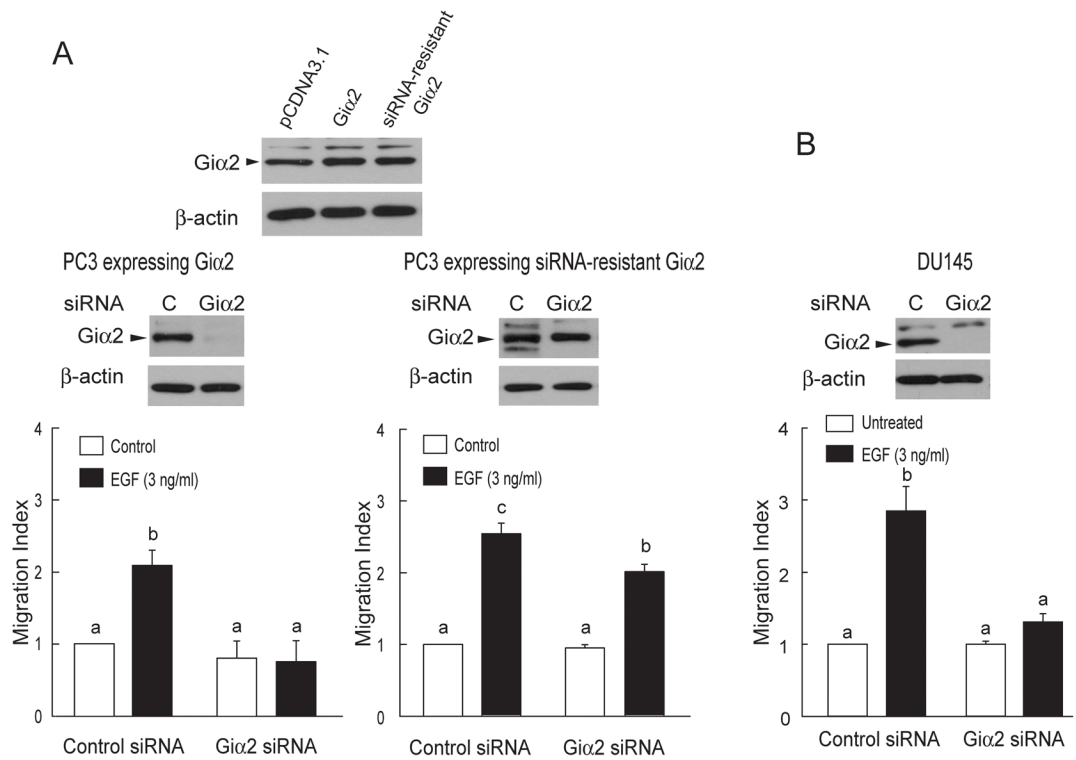 A
pCDNA3.1
Giα2
siRNA-resistant
Giα2
Giα2
β-actin
PC3 expressing Giα2
siRNA C Giα2
Giα2
β-actin
4
3
2
1
0
Migration Index
Control
EGF (3 ng/ml)
a
b
a
a
Control siRNA
Giα2 siRNA
PC3 expressing siRNA-resistant Giα2
siRNA C Giα2
Giα2
β-actin
4
3
2
1
0
Migration Index
Control
EGF (3 ng/ml)
a
c
a
b
Control siRNA
Giα2 siRNA
B
DU145
siRNA C Giα2
Giα2
β-actin
4
3
2
1
0
Migration Index
Untreated
EGF (3 ng/ml)
a
b
a
a
Control siRNA
Giα2 siRNA